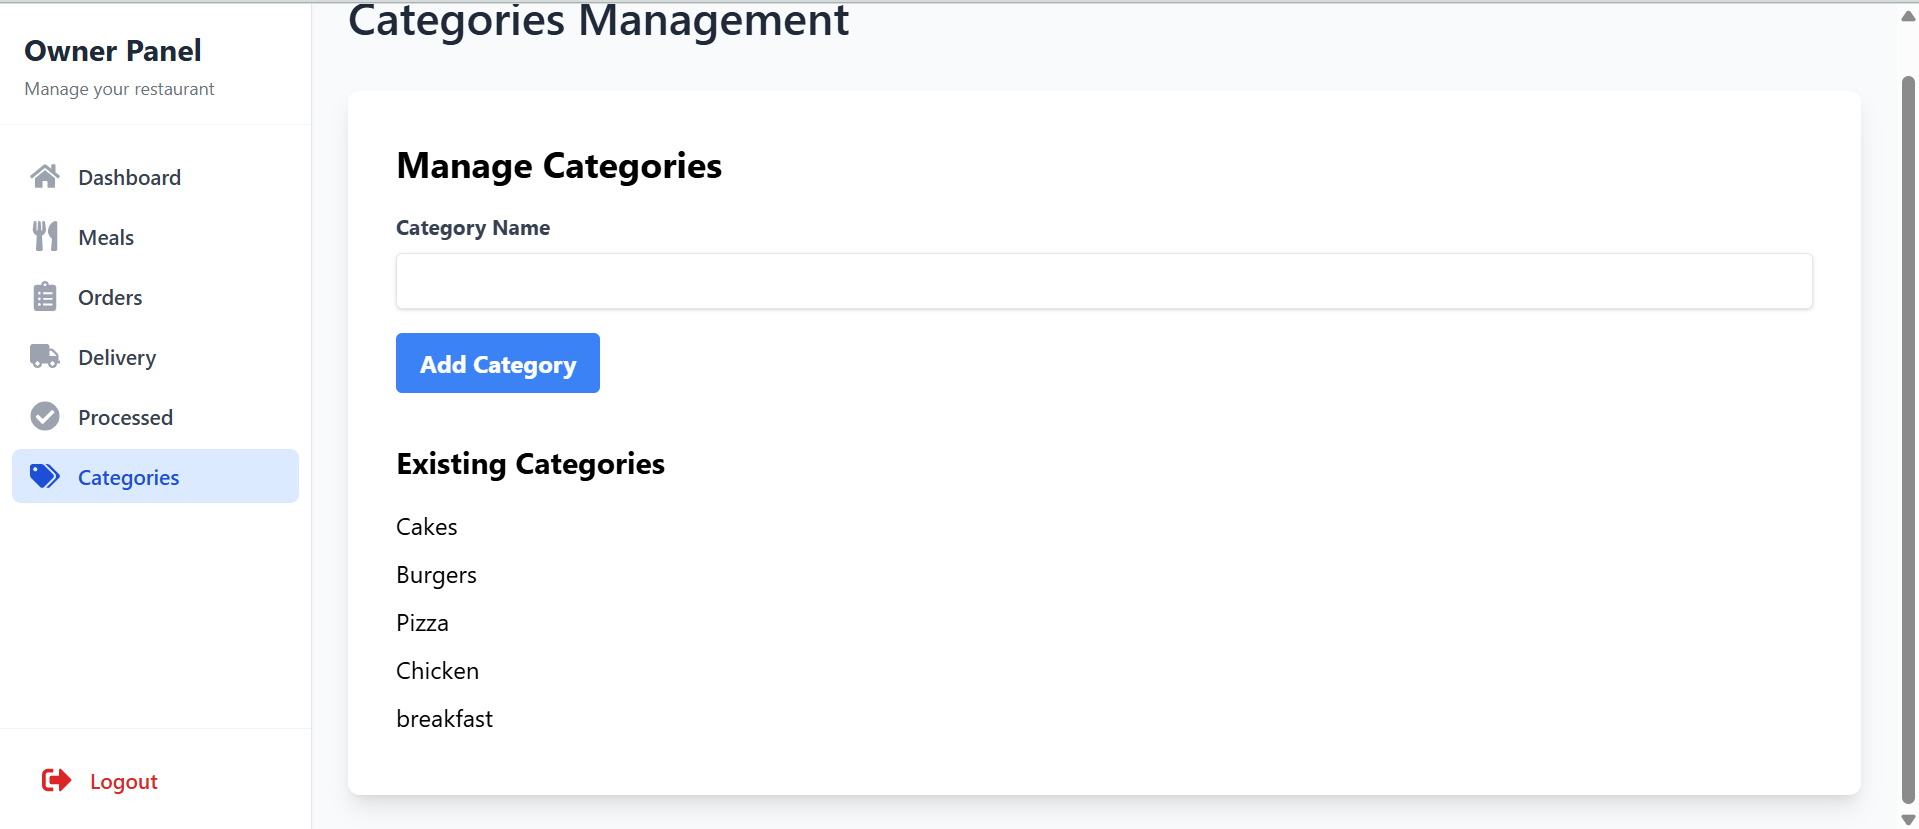 Owner Panel
Manage your restaurant
Dashboard
Meals
Orders
Delivery
Processed
Categories
Logout
Categories Management
Manage Categories
Category Name
Add Category
Existing Categories
Cakes
Burgers
Pizza
Chicken
breakfast